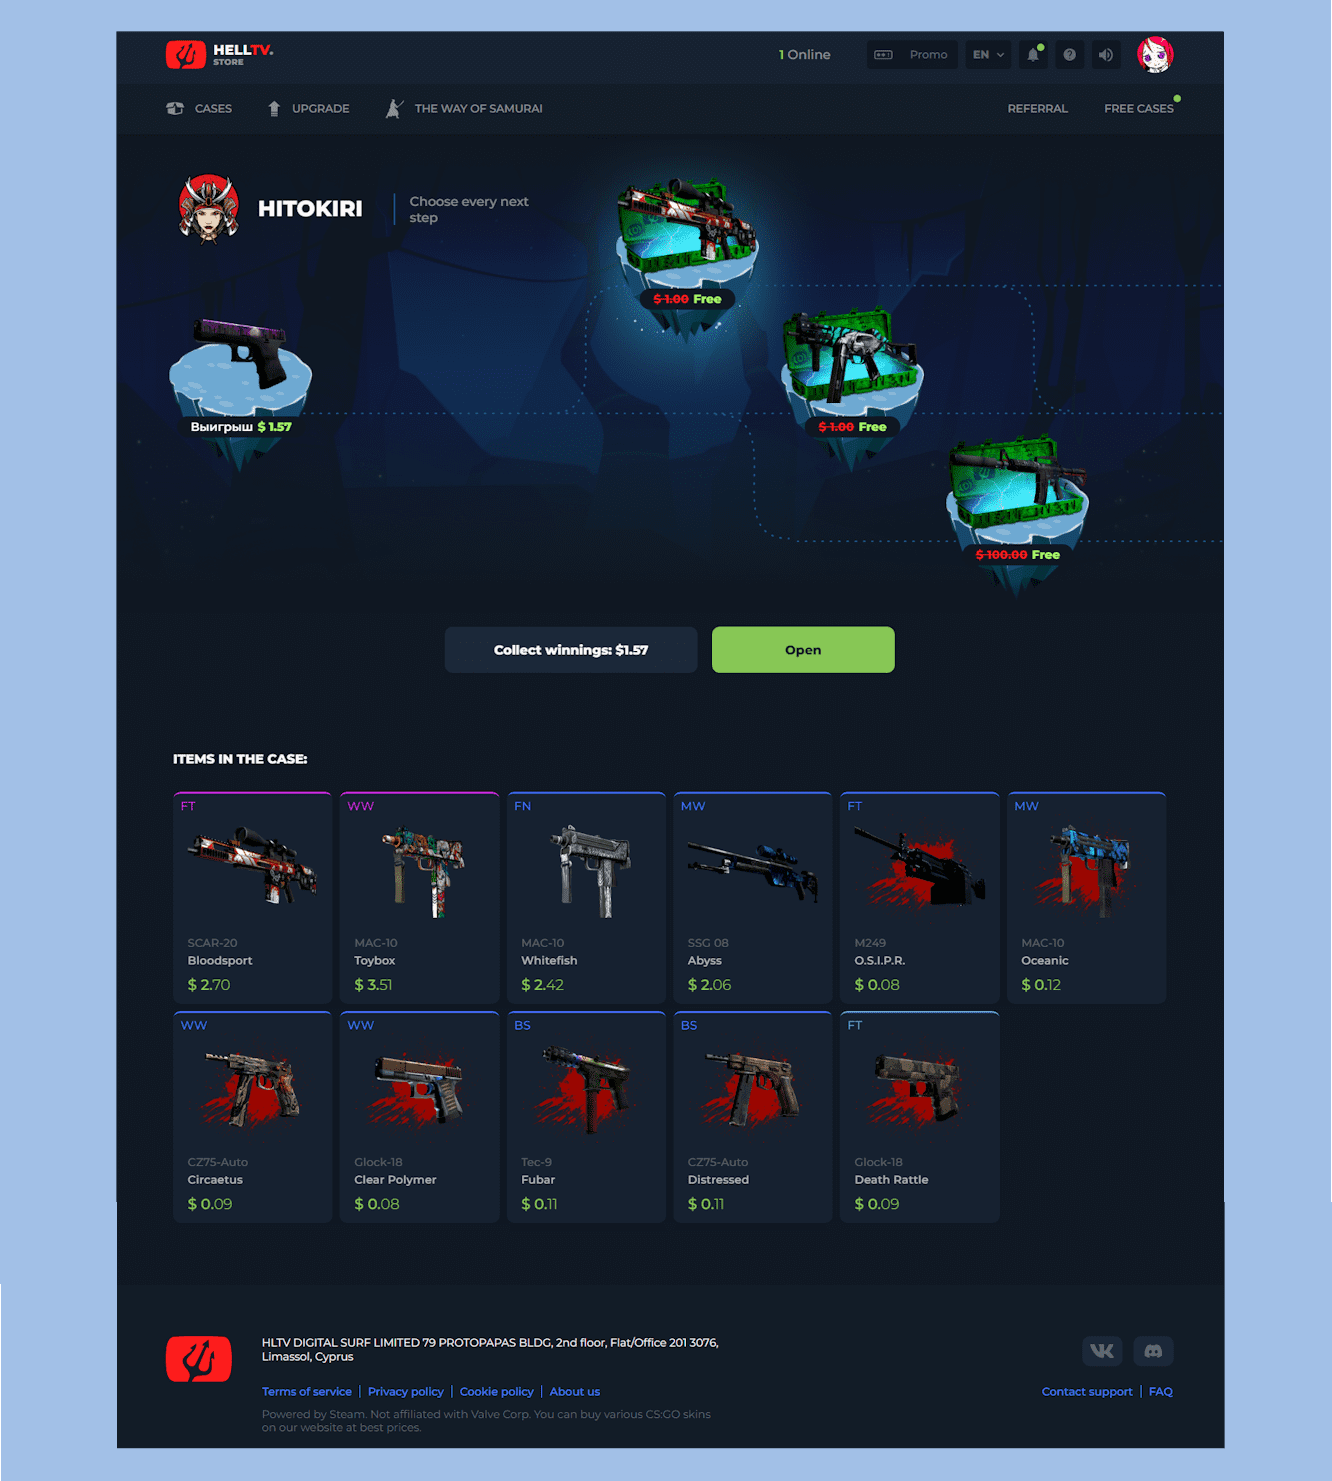 HELLTV.
STORE
1 Online
Promo
EN
CASES
UPGRADE
THE WAY OF SAMURAI
REFERRAL
FREE CASES
HITOKIRI
Choose every next
step
$ 1.00 Free
Выигрыш $ 1.57
$ 1.00 Free
$ 100.00 Free
Collect winnings: $1.57
Open
ITEMS IN THE CASE:
FT
SCAR-20
Bloodsport
$ 2.70
WW
MAC-10
Toybox
$ 3.51
FN
MAC-10
Whitefish
$ 2.42
MW
SSG 08
Abyss
$ 2.06
FT
M249
O.S.I.P.R.
$ 0.08
MW
MAC-10
Oceanic
$ 0.12
WW
CZ75-Auto
Circaetus
$ 0.09
WW
Glock-18
Clear Polymer
$ 0.08
BS
Tec-9
Fubar
$ 0.11
BS
CZ75-Auto
Distressed
$ 0.11
FT
Glock-18
Death Rattle
$ 0.09
HLTV DIGITAL SURF LIMITED 79 PROTOPAPAS BLDG, 2nd floor, Flat/Office 201 3076,
Limassol, Cyprus
Terms of service | Privacy policy | Cookie policy | About us
Contact support | FAQ
Powered by Steam. Not affiliated with Valve Corp. You can buy various CS:GO skins
on our website at best prices.